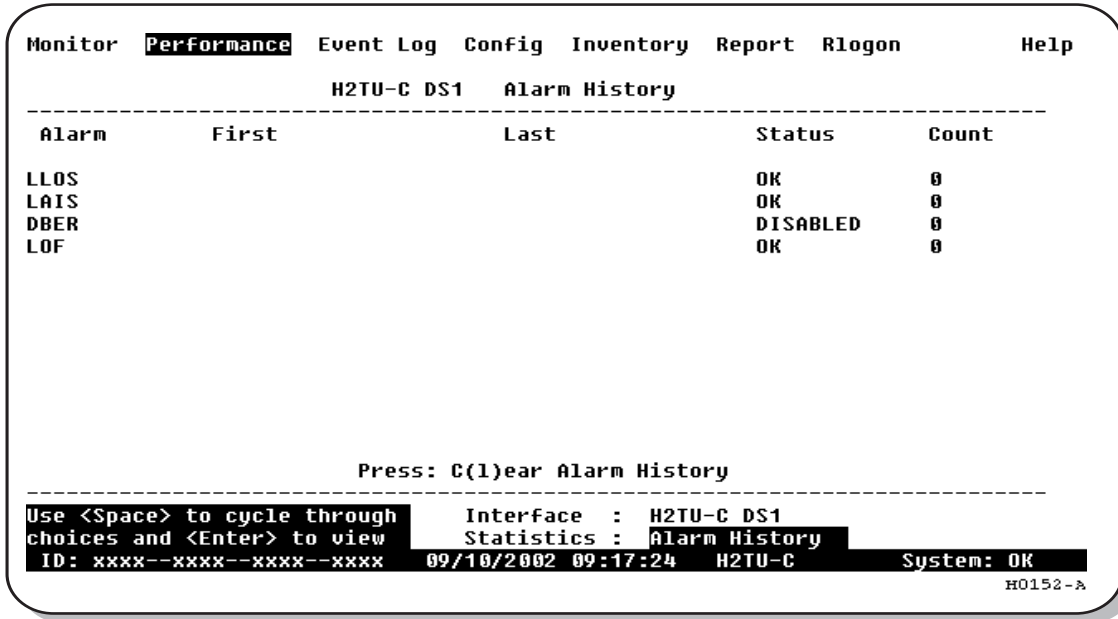 Monitor Performance Event Log Config Inventory Report Rlogon Help
H2TU-C DS1 Alarm History
--------------------------------------------------------------------------------
Alarm First Last Status Count
LLOS OK 0
LAIS OK 0
DBER DISABLED 0
LOF OK 0
Press: C(l)ear Alarm History
--------------------------------------------------------------------------------
Use <Space> to cycle through Interface : H2TU-C DS1
choices and <Enter> to view Statistics : Alarm History
ID: xxxx--xxxx--xxxx--xxxx 09/10/2002 09:17:24 H2TU-C System: OK
H0152-A